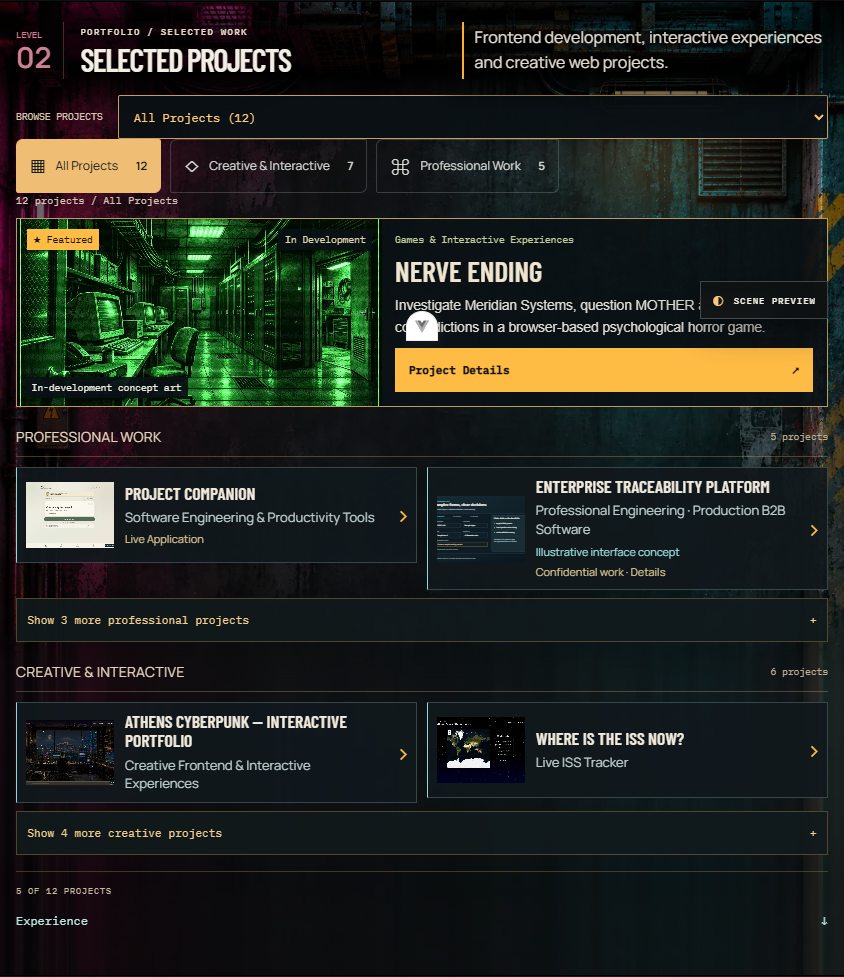 LEVEL
02
PORTFOLIO / SELECTED WORK
SELECTED PROJECTS
Frontend development, interactive experiences
and creative web projects.
BROWSE PROJECTS
All Projects (12)
All Projects 12
Creative & Interactive 7
Professional Work 5
12 projects / All Projects
★ Featured
In Development
In-development concept art
Games & Interactive Experiences
NERVE ENDING
Investigate Meridian Systems, question MOTHER
dictions in a browser-based psychological horror game.
SCENE PREVIEW
Project Details ↗
PROFESSIONAL WORK
5 projects
PROJECT COMPANION
Software Engineering & Productivity Tools
Live Application
ENTERPRISE TRACEABILITY PLATFORM
Professional Engineering · Production B2B
Software
Illustrative interface concept
Confidential work · Details
Show 3 more professional projects +
CREATIVE & INTERACTIVE
6 projects
ATHENS CYBERPUNK — INTERACTIVE
PORTFOLIO
Creative Frontend & Interactive
Experiences
WHERE IS THE ISS NOW?
Live ISS Tracker
Show 4 more creative projects +
5 OF 12 PROJECTS
Experience ↓